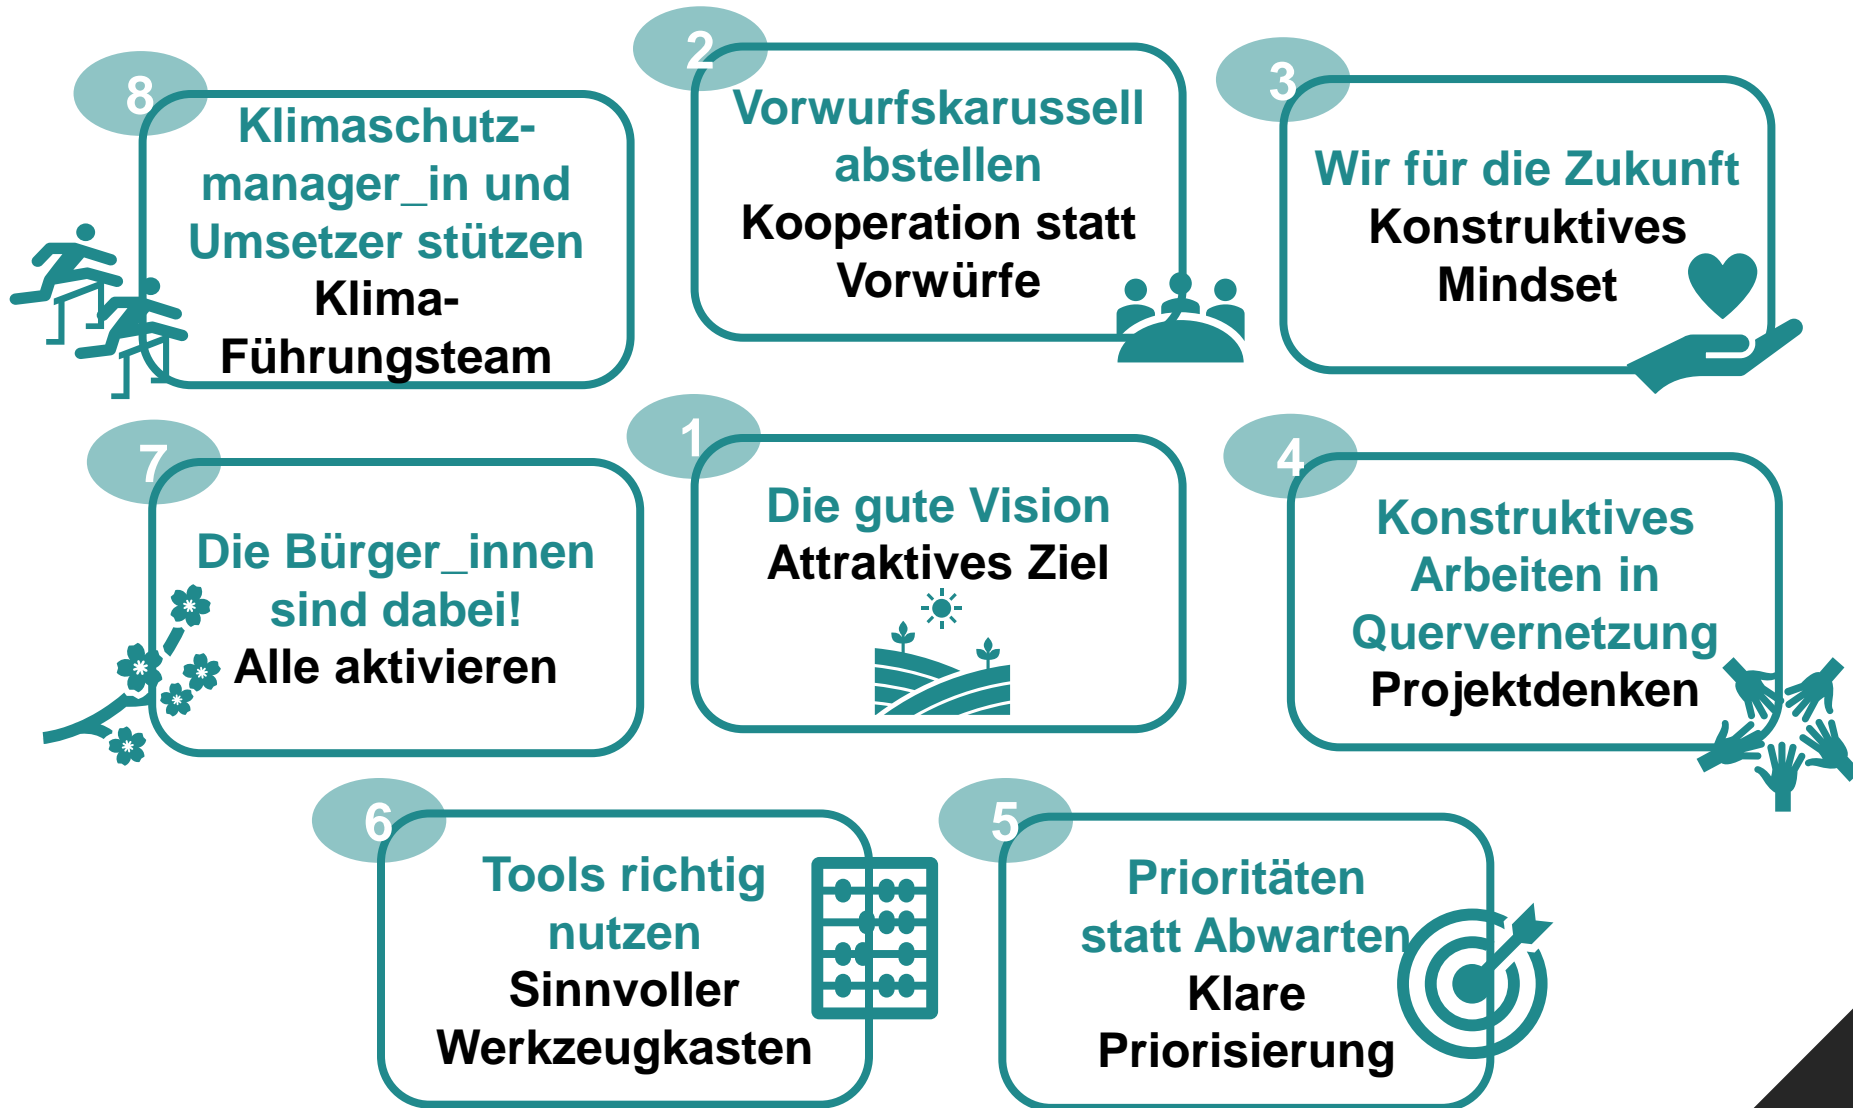 8
Klimaschutz-
manager_in und
Umsetzer stützen
Klima-
Führungsteam
2
Vorwurfskarussell
abstellen
Kooperation statt
Vorwürfe
3
Wir für die Zukunft
Konstruktives
Mindset
7
Die Bürger_innen
sind dabei!
Alle aktivieren
1
Die gute Vision
Attraktives Ziel
4
Konstruktives
Arbeiten in
Quervernetzung
Projektdenken
6
Tools richtig
nutzen
Sinnvoller
Werkzeugkasten
5
Prioritäten
statt Abwarten
Klare
Priorisierung